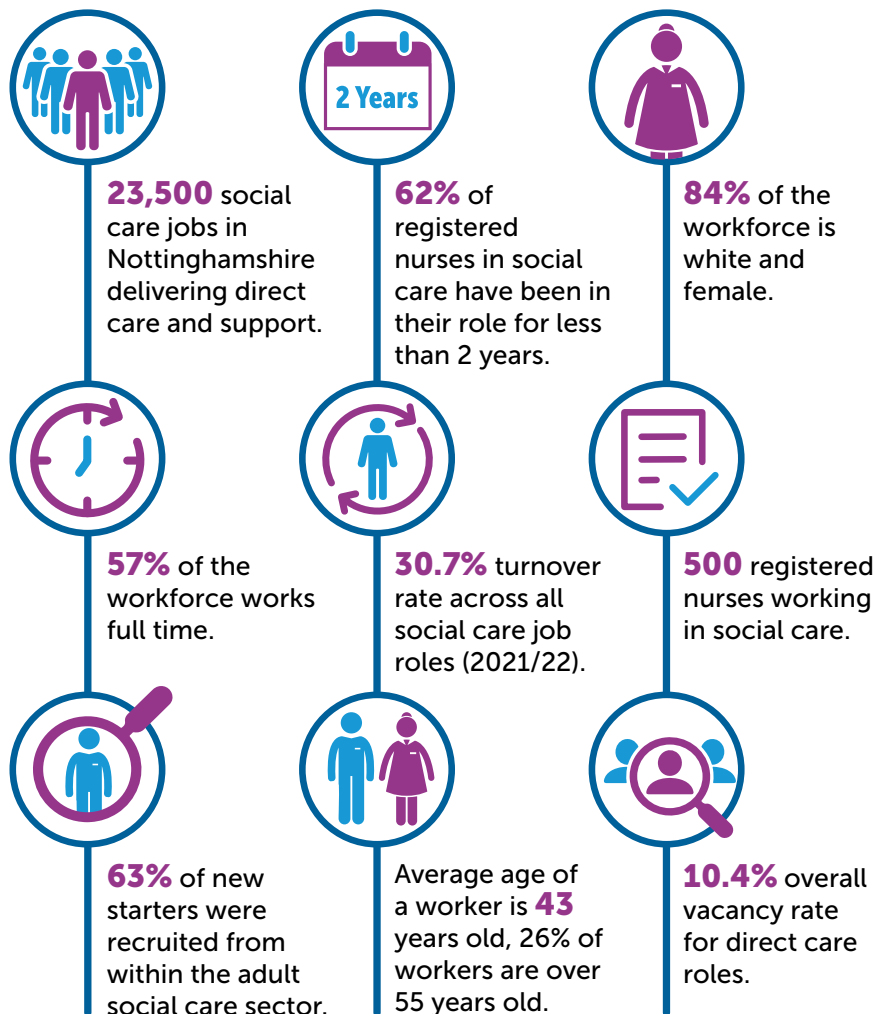 2 Years
23,500 social
care jobs in
Nottinghamshire
delivering direct
care and support.
62% of
registered
nurses in social
care have been in
their role for less
than 2 years.
84% of the
workforce is
white and
female.
57% of the
workforce works
full time.
30.7% turnover
rate across all
social care job
roles (2021/22).
500 registered
nurses working
in social care.
63% of new
starters were
recruited from
within the adult
social care sector.
Average age of
a worker is 43
years old, 26% of
workers are over
55 years old.
10.4% overall
vacancy rate
for direct care
roles.